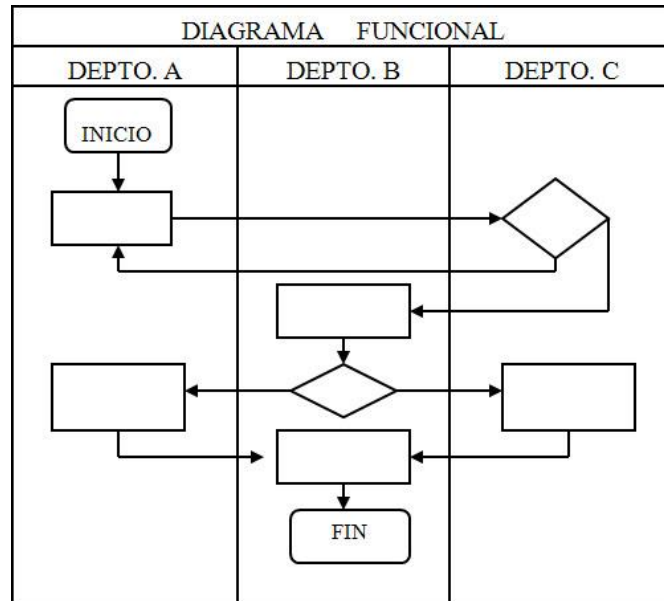 DIAGRAMA FUNCIONAL
DEPTO. A
DEPTO. B
DEPTO. C
INICIO
FIN